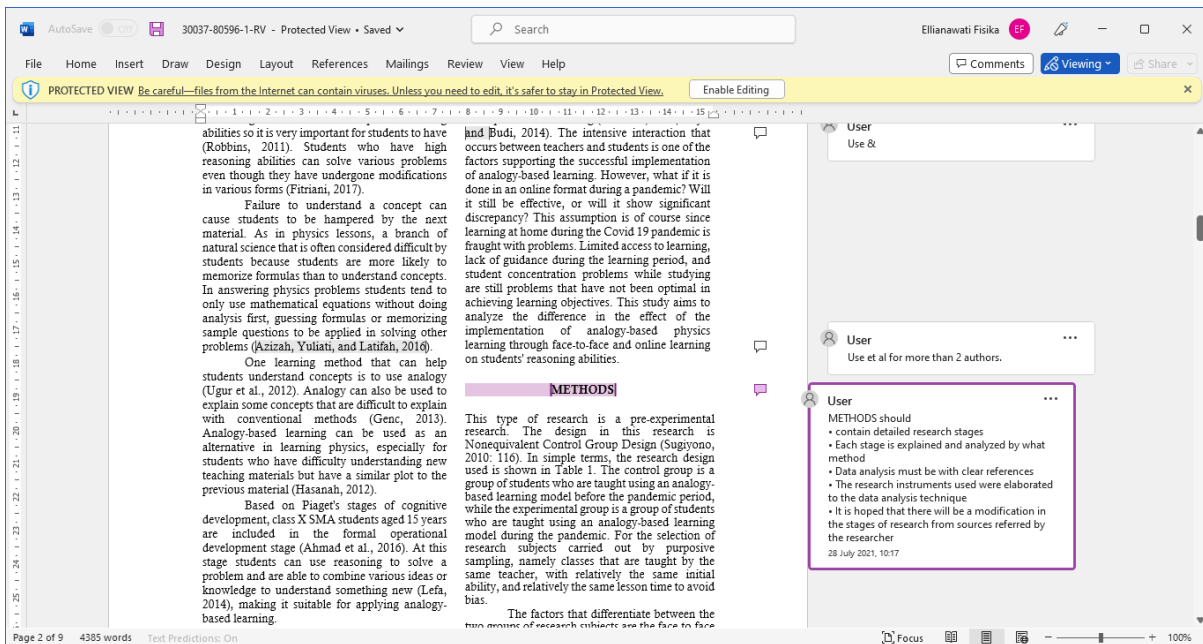 AutoSave Off 30037-80596-1-RV - Protected View • Saved Search Ellianawati Fisika EF
File Home Insert Draw Design Layout References Mailings Review View Help Comments Viewing Share
PROTECTED VIEW Be careful—files from the Internet can contain viruses. Unless you need to edit, it's safer to stay in Protected View. Enable Editing
abilities so it is very important for students to have
(Robbins, 2011). Students who have high
reasoning abilities can solve various problems
even though they have undergone modifications
in various forms (Fitriani, 2017).
Failure to understand a concept can
cause students to be hampered by the next
material. As in physics lessons, a branch of
natural science that is often considered difficult by
students because students are more likely to
memorize formulas than to understand concepts.
In answering physics problems students tend to
only use mathematical equations without doing
analysis first, guessing formulas or memorizing
sample questions to be applied in solving other
problems (Azizah, Yuliati, and Latifah, 2016).
One learning method that can help
students understand concepts is to use analogy
(Ugur et al., 2012). Analogy can also be used to
explain some concepts that are difficult to explain
with conventional methods (Genc, 2013).
Analogy-based learning can be used as an
alternative in learning physics, especially for
students who have difficulty understanding new
teaching materials but have a similar plot to the
previous material (Hasanah, 2012).
Based on Piaget's stages of cognitive
development, class X SMA students aged 15 years
are included in the formal operational
development stage (Ahmad et al., 2016). At this
stage students can use reasoning to solve a
problem and are able to combine various ideas or
knowledge to understand something new (Lefa,
2014), making it suitable for applying analogy-
based learning.
and Budi, 2014). The intensive interaction that
occurs between teachers and students is one of the
factors supporting the successful implementation
of analogy-based learning. However, what if it is
done in an online format during a pandemic? Will
it still be effective, or will it show significant
discrepancy? This assumption is of course since
learning at home during the Covid 19 pandemic is
fraught with problems. Limited access to learning,
lack of guidance during the learning period, and
student concentration problems while studying
are still problems that have not been optimal in
achieving learning objectives. This study aims to
analyze the difference in the effect of the
implementation of analogy-based physics
learning through face-to-face and online learning
on students' reasoning abilities.
METHODS
This type of research is a pre-experimental
research. The design in this research is
Nonequivalent Control Group Design (Sugiyono,
2010: 116). In simple terms, the research design
used is shown in Table 1. The control group is a
group of students who are taught using an analogy-
based learning model before the pandemic period,
while the experimental group is a group of students
who are taught using an analogy-based learning
model during the pandemic. For the selection of
research subjects carried out by purposive
sampling, namely classes that are taught by the
same teacher, with relatively the same initial
ability, and relatively the same lesson time to avoid
bias.
The factors that differentiate between the
two groups of research subjects are the face to face
User
Use &
User
Use et al for more than 2 authors.
User
METHODS should
• contain detailed research stages
• Each stage is explained and analyzed by what
method
• Data analysis must be with clear references
• The research instruments used were elaborated
to the data analysis technique
• It is hoped that there will be a modification in
the stages of research from sources referred by
the researcher
28 July 2021, 10:17
Page 2 of 9 4385 words Text Predictions: On Focus 100%